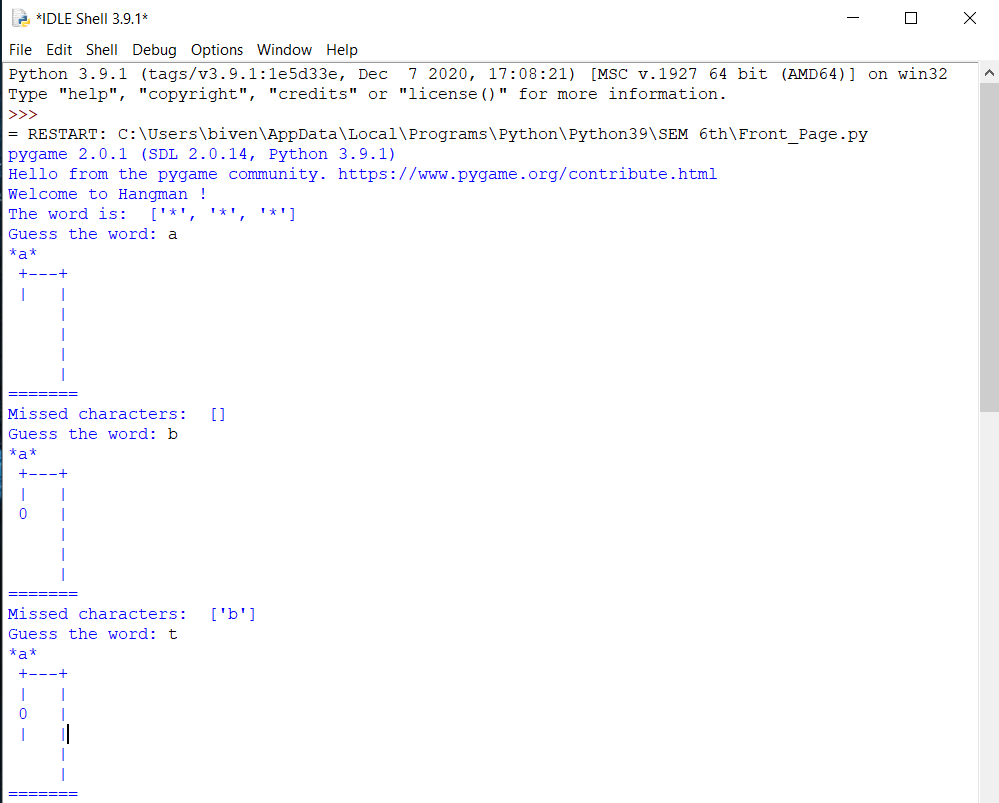 *IDLE Shell 3.9.1*
File Edit Shell Debug Options Window Help
Python 3.9.1 (tags/v3.9.1:1e5d33e, Dec  7 2020, 17:08:21) [MSC v.1927 64 bit (AMD64)] on win32
Type "help", "copyright", "credits" or "license()" for more information.
>>>
= RESTART: C:\Users\biven\AppData\Local\Programs\Python\Python39\SEM 6th\Front_Page.py
pygame 2.0.1 (SDL 2.0.14, Python 3.9.1)
Hello from the pygame community. https://www.pygame.org/contribute.html
Welcome to Hangman !
The word is:  ['*', '*', '*']
Guess the word: a
*a*
 +---+
 |   |
     |
     |
     |
     |
=======
Missed characters:  []
Guess the word: b
*a*
 +---+
 |   |
 0   |
     |
     |
     |
=======
Missed characters:  ['b']
Guess the word: t
*a*
 +---+
 |   |
 0   |
 |   |
     |
     |
=======